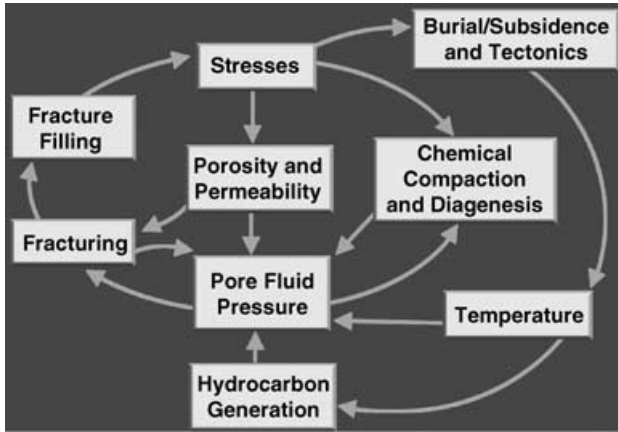 Burial/Subsidence
and Tectonics
Stresses
Fracture
Filling
Porosity and
Permeability
Chemical
Compaction
and Diagenesis
Fracturing
Pore Fluid
Pressure
Temperature
Hydrocarbon
Generation